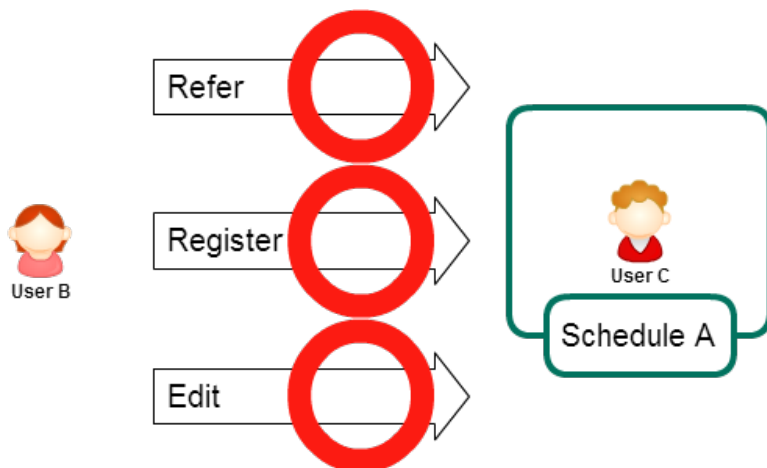 Refer
Register
User B
User C
Schedule A
Edit